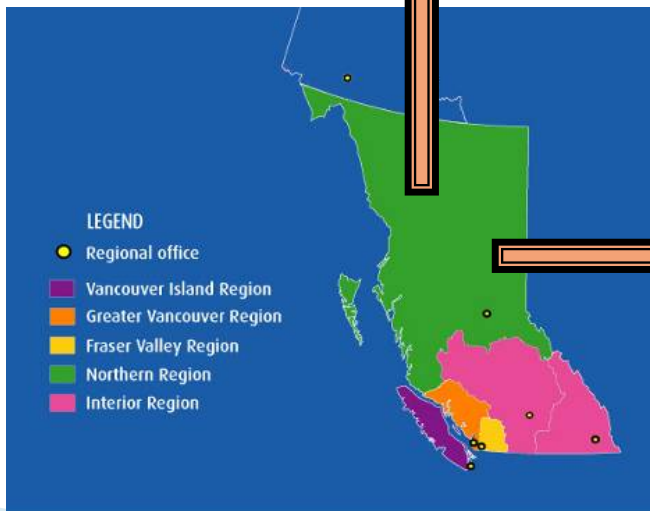 LEGEND
Regional office
Vancouver Island Region
Greater Vancouver Region
Fraser Valley Region
Northern Region
Interior Region